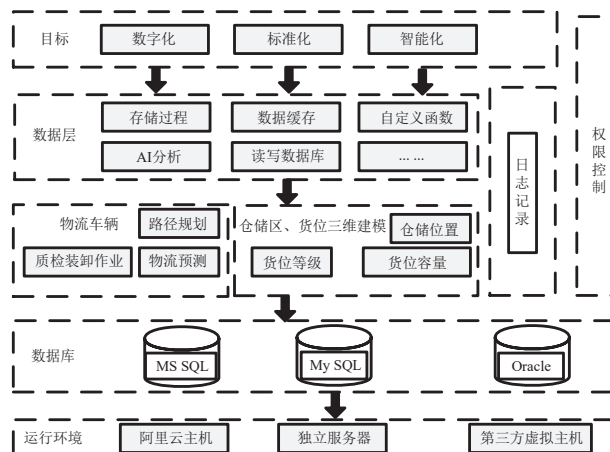 目标
数字化
标准化
智能化
数据层
存储过程
数据缓存
自定义函数
AI分析
读写数据库
... ...
日志记录
权限控制
物流车辆
路径规划
质检装卸作业
物流预测
仓储区、货位三维建模
仓储位置
货位等级
货位容量
数据库
MS SQL
My SQL
Oracle
运行环境
阿里云主机
独立服务器
第三方虚拟主机